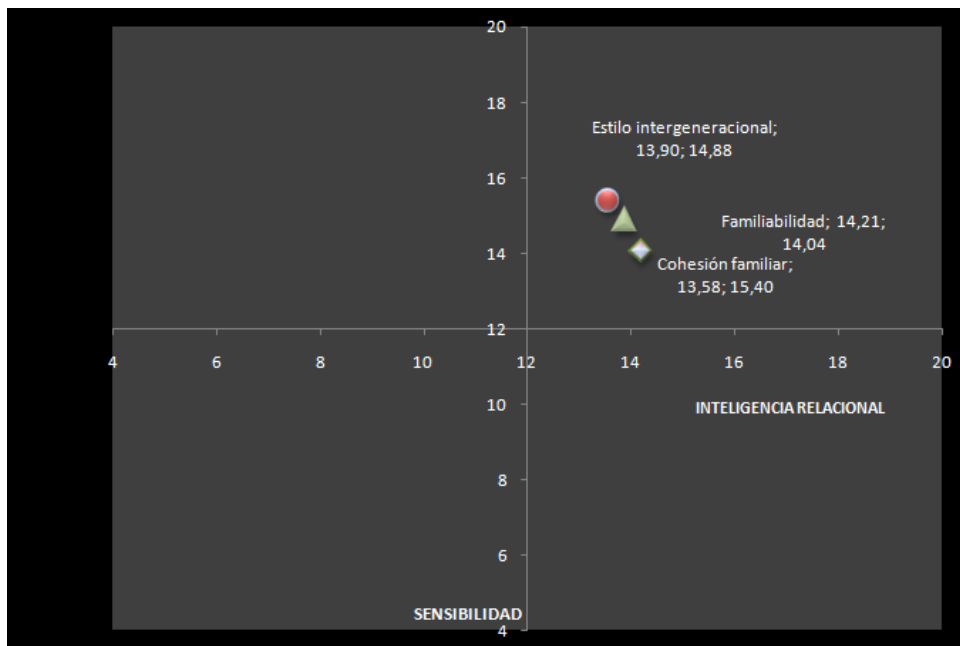 20
18
Estilo intergeneracional;
13,90; 14,88
16
Familiabilidad; 14,21;
14,04
14
Cohesión familiar;
13,58; 15,40
12
4 6 8 10 12 14 16 18 20
10
INTELIGENCIA RELACIONAL
8
6
SENSIBILIDAD
4